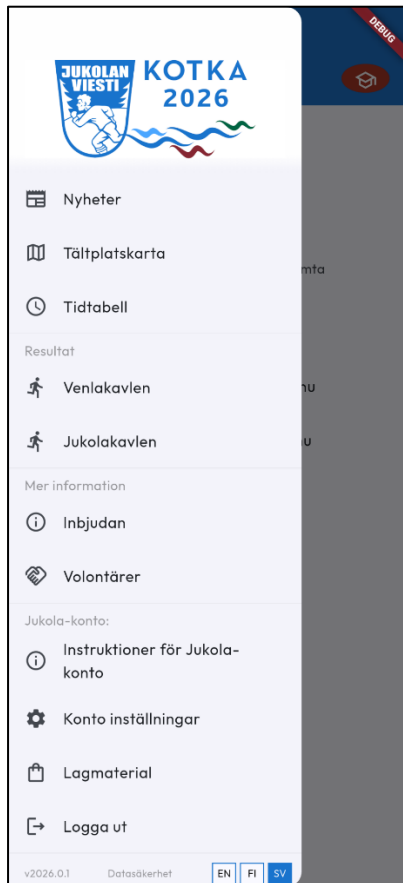 DEBUG
JUKOLAN
VIESTI
KOTKA
2026
Nyheter
Tältplatskarta
mta
Tidtabell
Resultat
Venlakavlen
Jukolakavlen
Mer information
Inbjudan
Volontärer
Jukola-konto:
Instruktioner för Jukola-
konto
Konto inställningar
Lagmaterial
Logga ut
v2026.0.1 Datasäkerhet EN FI SV